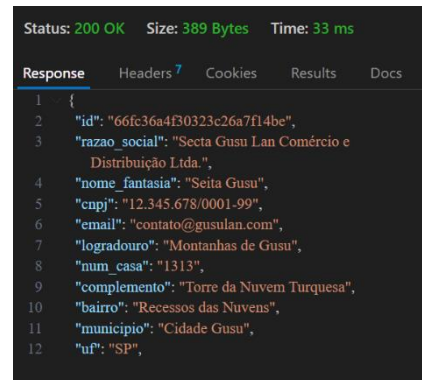 Status: 200 OK Size: 389 Bytes Time: 33 ms
Response Headers 7 Cookies Results Docs
1 {
2 "id": "66fc36a4f30323c26a7f14be",
3 "razao_social": "Secta Gusu Lan Comércio e
Distribuição Ltda.",
4 "nome_fantasia": "Seita Gusu",
5 "cnpj": "12.345.678/0001-99",
6 "email": "contato@gusulan.com",
7 "logradouro": "Montanhas de Gusu",
8 "num_casa": "1313",
9 "complemento": "Torre da Nuvem Turquesa",
10 "bairro": "Recessos das Nuvens",
11 "municipio": "Cidade Gusu",
12 "uf": "SP",